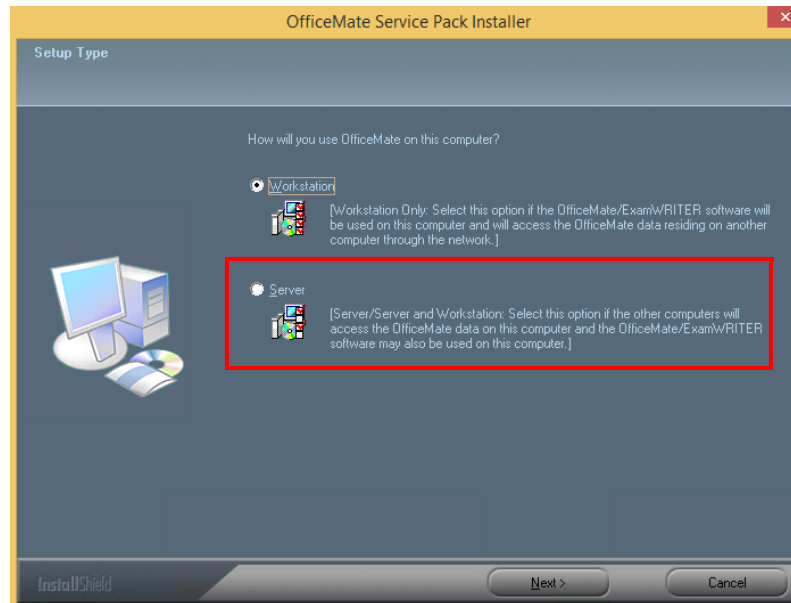 OfficeMate Service Pack Installer
Setup Type
How will you use OfficeMate on this computer?
Workstation
[Workstation Only: Select this option if the OfficeMate/ExamWRITER software will
be used on this computer and will access the OfficeMate data residing on another
computer through the network.]
Server
[Server/Server and Workstation: Select this option if the other computers will
access the OfficeMate data on this computer and the OfficeMate/ExamWRITER
software may also be used on this computer.]
InstallShield
Next >
Cancel